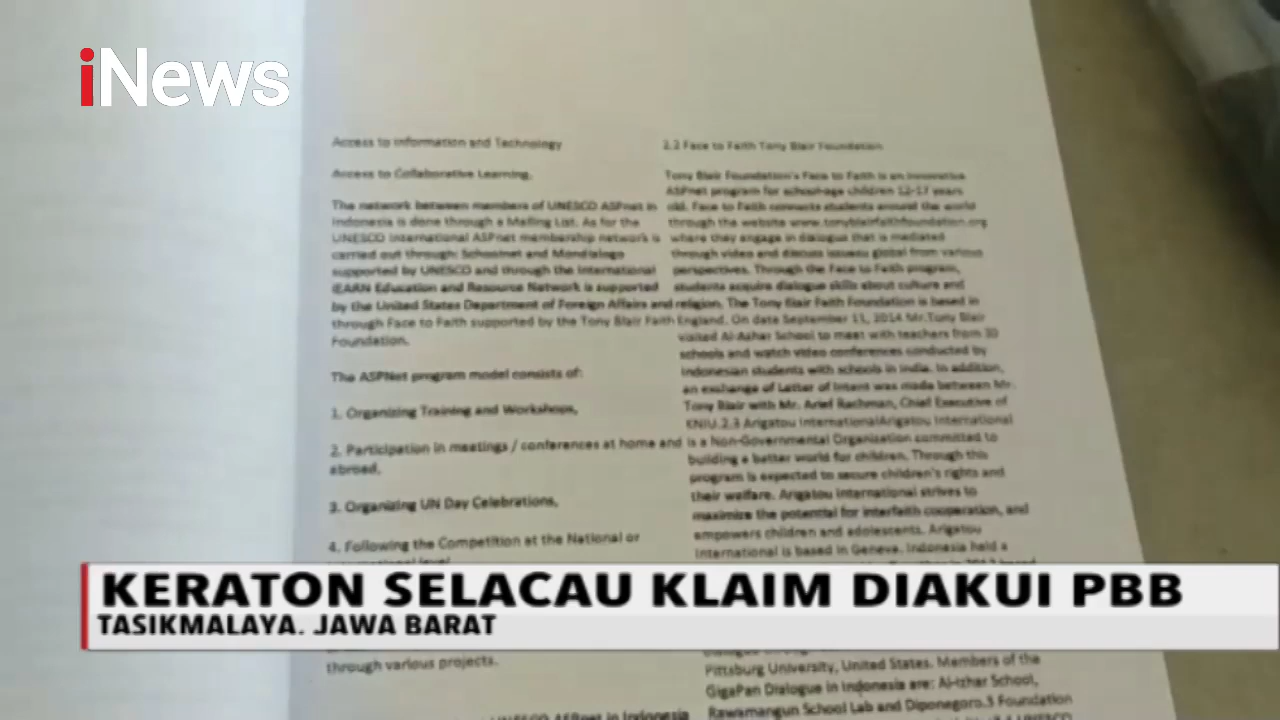 iNews
Access to Information and Technology
Access to Collaborative Learning,
The network between members of UNESCO ASPnet in
Indonesia is done through a Mailing List. As for the
UNESCO International ASPnet membership network is
carried out through: Schoolnet and Mondialogo
supported by UNESCO and through the International
iEARN Education and Resource Network is supported
by the United States Department of Foreign Affairs and
through Face to Faith supported by the Tony Blair Faith
Foundation.
The ASPNet program model consists of:
1. Organizing Training and Workshops,
2. Participation in meetings / conferences at home and
abroad,
3. Organizing UN Day Celebrations,
4. Following the Competition at the National or
through various projects.
UNESCO ASPnet in Indonesia
2.2 Face to Faith Tony Blair Foundation
Tony Blair Foundation's Face to Faith is an innovative
ASPnet program for school-age children 12-17 years
old. Face to Faith connects students around the world
through the website www.tonyblairfaithfoundation.org
where they engage in dialogue that is mediated
through video and discuss issuesu global from various
perspectives. Through the Face to Faith program,
students acquire dialogue skills about culture and
religion. The Tony Blair Faith Foundation is based in
England. On date September 11, 2014 Mr.Tony Blair
visited Al-Azhar School to meet with teachers from 30
schools and watch video conferences conducted by
Indonesian students with schools in India. In addition,
an exchange of Letter of Intent was made between Mr.
Tony Blair with Mr. Arief Rachman, Chief Executive of
KNIU.2.3 Arigatou InternationalArigatou International
is a Non-Governmental Organization committed to
building a better world for children. Through this
program is expected to secure children's rights and
their welfare. Arigatou International strives to
maximize the potential for interfaith cooperation, and
empowers children and adolescents. Arigatou
International is based in Geneva. Indonesia held a
Pittsburg University, United States. Members of the
GigaPan Dialogue in Indonesia are: Al-Izhar School,
Rawamangun School Lab and Diponegoro.3 Foundation
KERATON SELACAU KLAIM DIAKUI PBB
TASIKMALAYA. JAWA BARAT